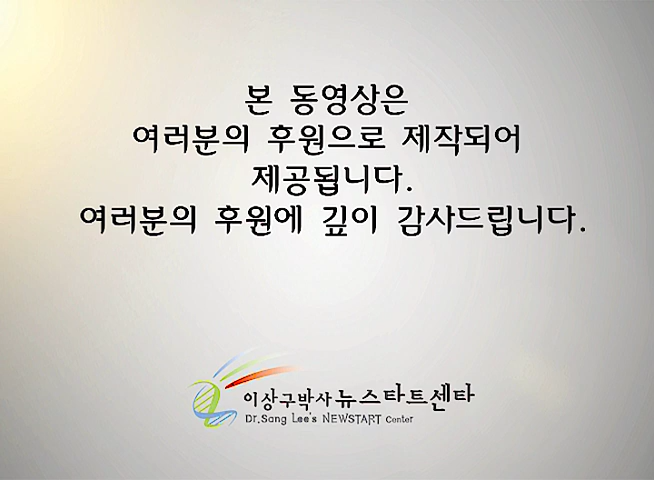 본 동영상은
여러분의 후원으로 제작되어
제공됩니다.
여러분의 후원에 깊이 감사드립니다.
이상구박사 뉴스타트센타
Dr.Sang Lee's NEWSTART Center